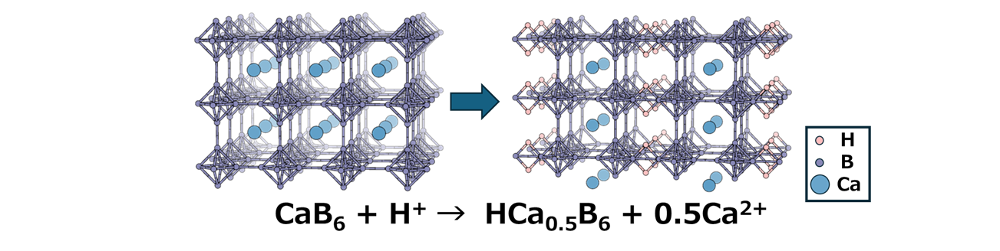 H
B
Ca
CaB₆ + H⁺ → HCa₀.₅B₆ + 0.5Ca²⁺